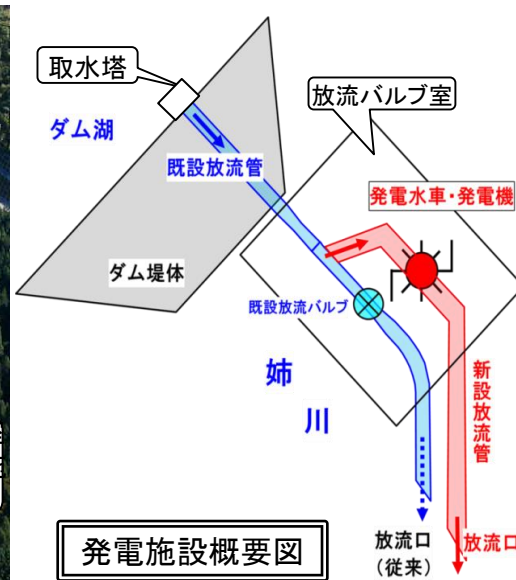 取水塔
放流バルブ室
ダム湖
既設放流管
発電水車・発電機
ダム堤体
既設放流バルブ
姉
川
新設放流管
放流口
(従来)
放流口
発電施設概要図